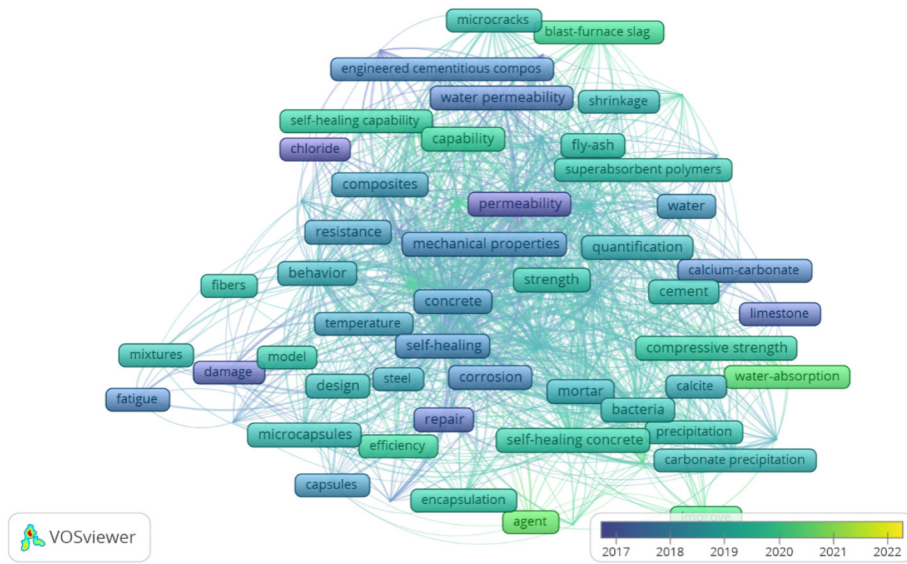 microcracks
blast-furnace slag
engineered cementitious compos
water permeability
shrinkage
self-healing capability
capability
chloride
fly-ash
superabsorbent polymers
composites
permeability
water
resistance
mechanical properties
quantification
calcium-carbonate
behavior
strength
cement
fibers
concrete
limestone
temperature
self-healing
compressive strength
mixtures
model
damage
design
steel
corrosion
water-absorption
mortar
calcite
fatigue
bacteria
repair
microcapsules
efficiency
self-healing concrete
precipitation
carbonate precipitation
capsules
encapsulation
agent
improve
VOSviewer
2017 2018 2019 2020 2021 2022